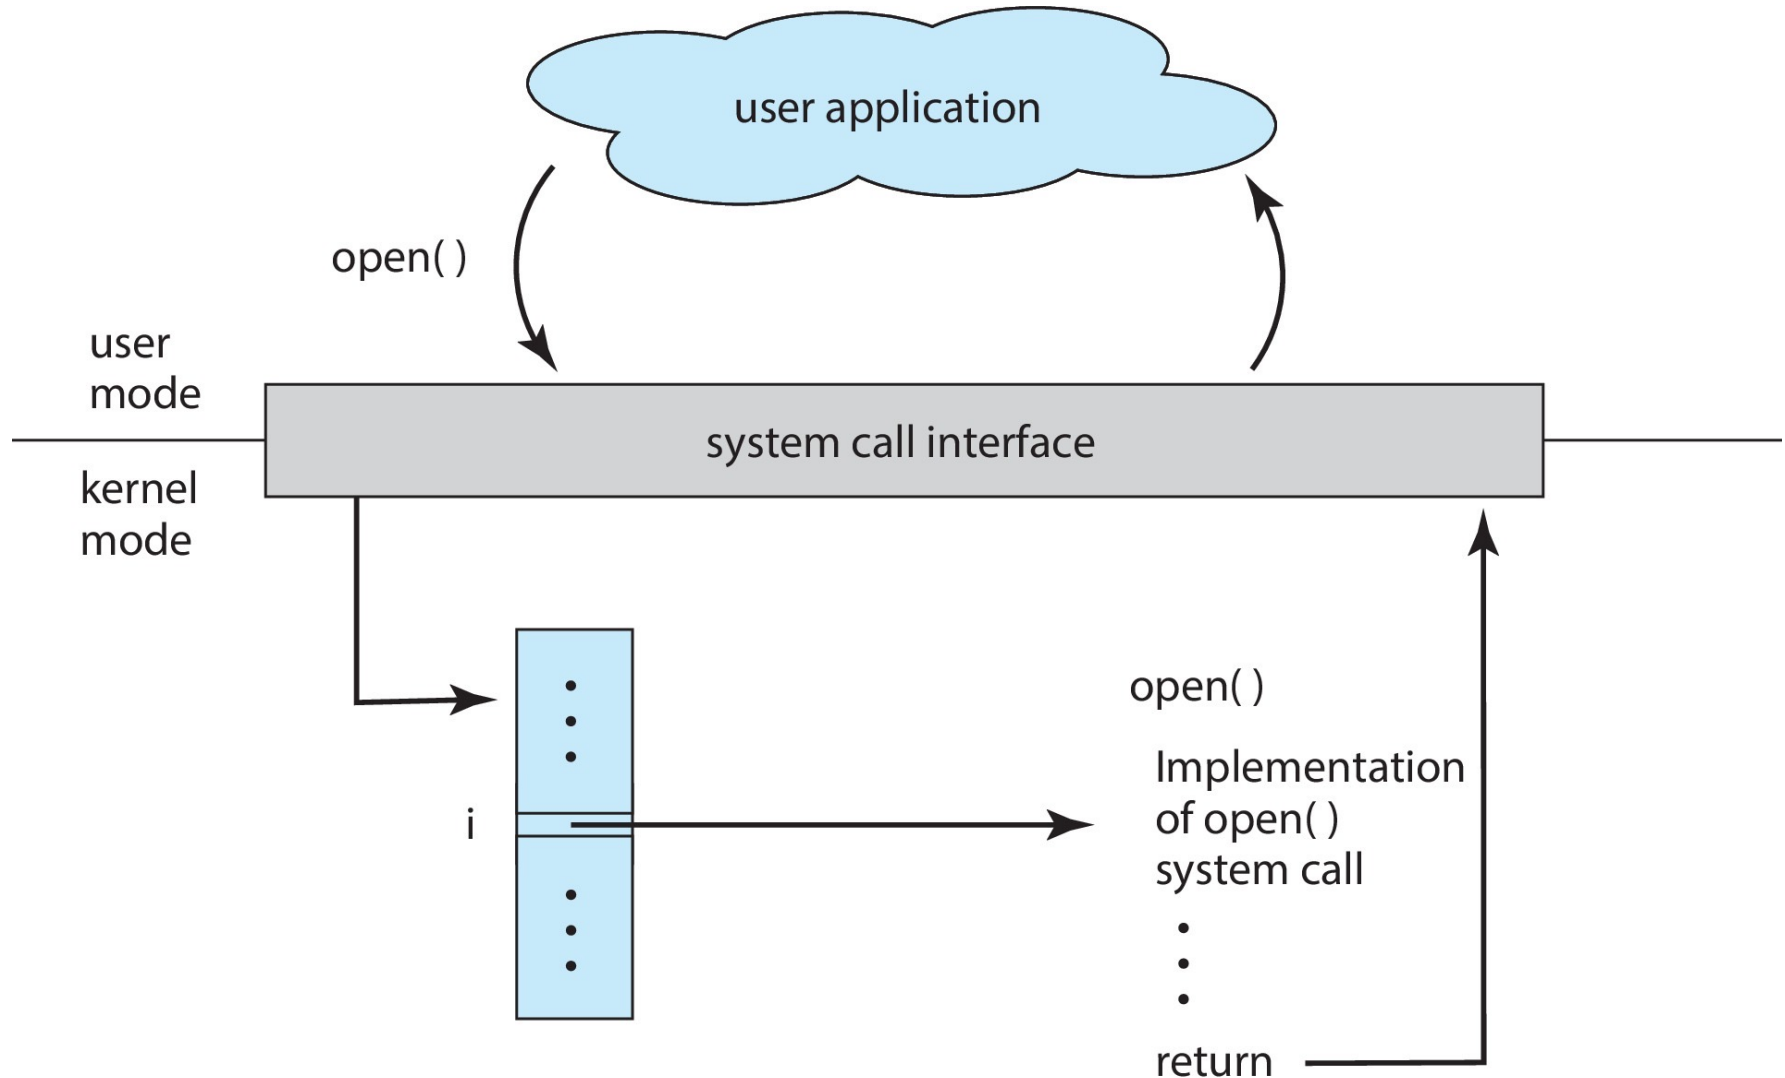 user application
open( )
user
mode
system call interface
kernel
mode
open( )
Implementation
of open( )
system call
i
return